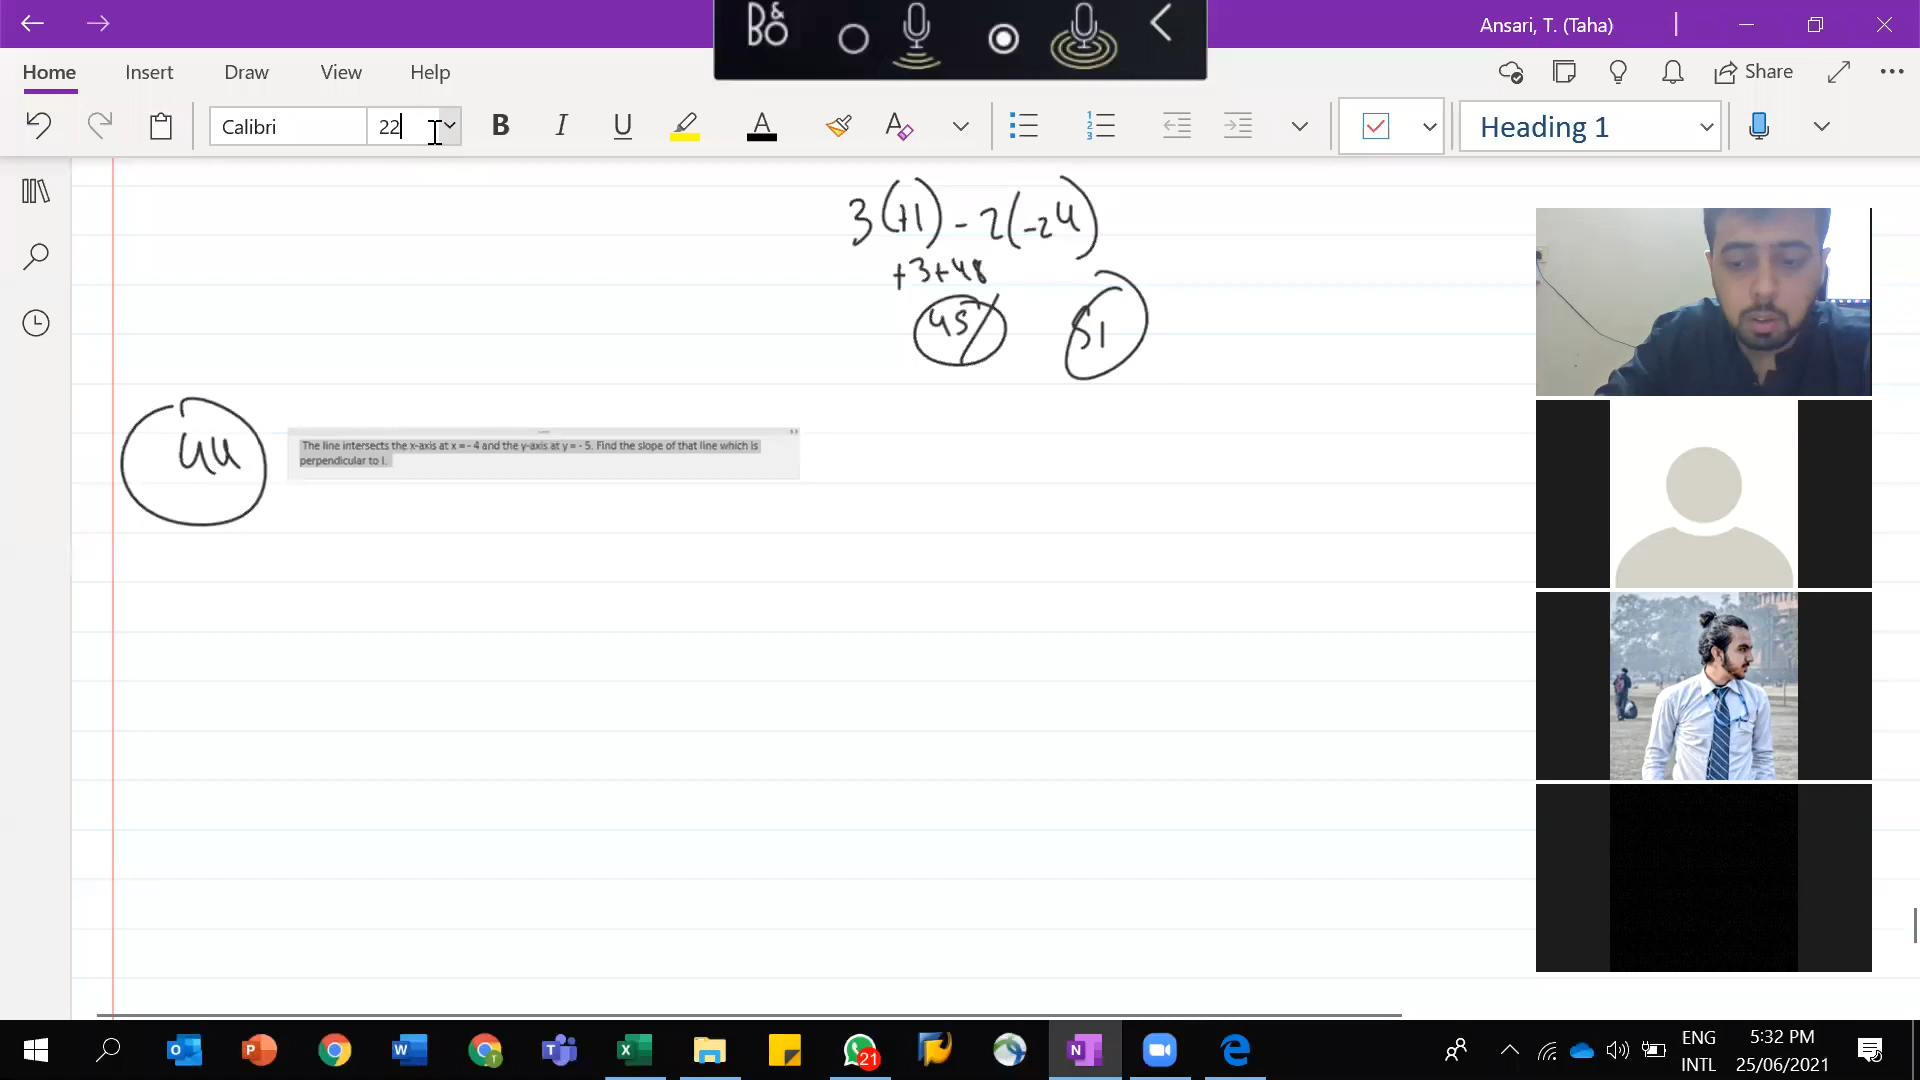 Ansari, T. (Taha)
B&O
Home Insert Draw View Help
Share
Calibri 22 B I U A A Heading 1
3(+1) - 2(-24)
+3+48
45
51
44
The line intersects the x-axis at x = - 4 and the y-axis at y = - 5. Find the slope of that line which is
perpendicular to l.
21
ENG
INTL
5:32 PM
25/06/2021